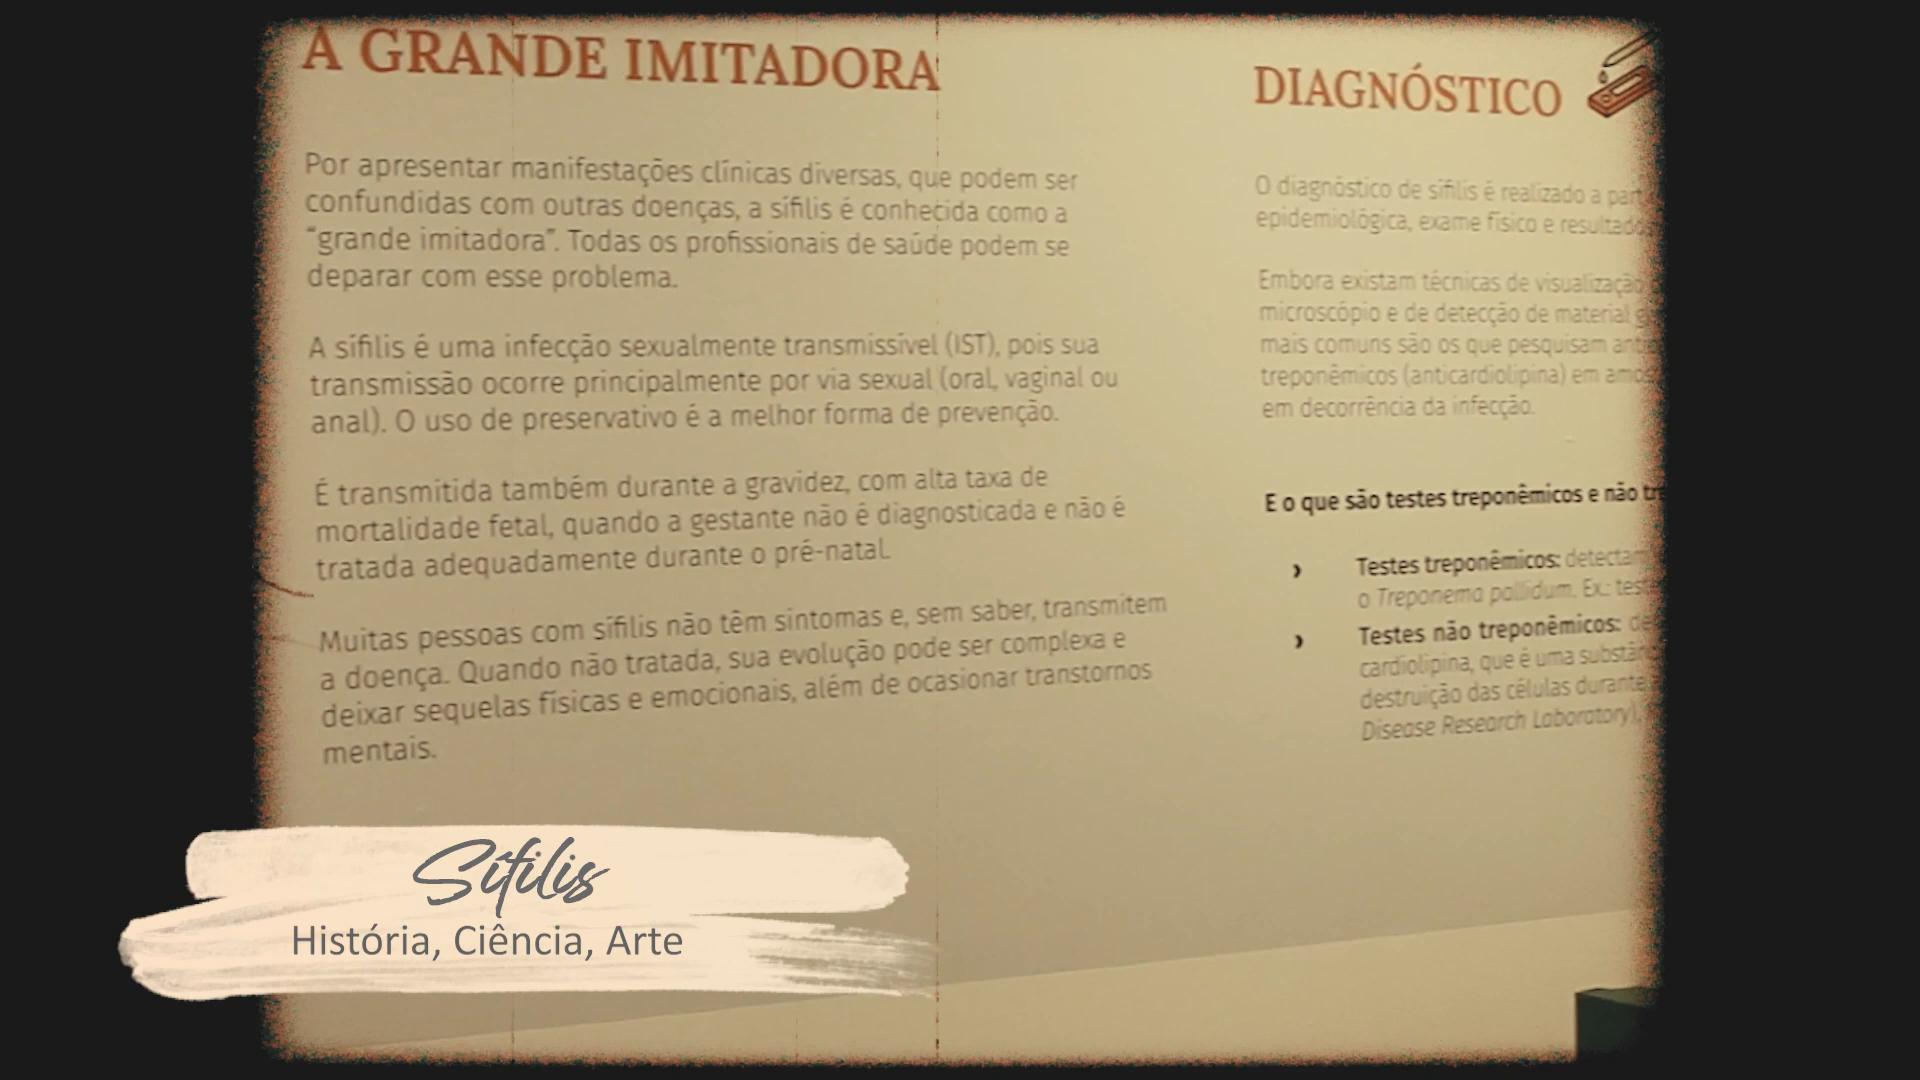 A GRANDE IMITADORA
Por apresentar manifestações clínicas diversas, que podem ser
confundidas com outras doenças, a sífilis é conhecida como a
“grande imitadora”. Todas os profissionais de saúde podem se
deparar com esse problema.
A sífilis é uma infecção sexualmente transmissível (IST), pois sua
transmissão ocorre principalmente por via sexual (oral, vaginal ou
anal). O uso de preservativo é a melhor forma de prevenção.
É transmitida também durante a gravidez, com alta taxa de
mortalidade fetal, quando a gestante não é diagnosticada e não é
tratada adequadamente durante o pré-natal.
Muitas pessoas com sífilis não têm sintomas e, sem saber, transmitem
a doença. Quando não tratada, sua evolução pode ser complexa e
deixar sequelas físicas e emocionais, além de ocasionar transtornos
mentais.
DIAGNÓSTICO
O diagnóstico de sífilis é realizado a
epidemiológica, exame físico e
Embora existam técnicas de visualização
microscópio e de detecção de material
mais comuns são os que pesquisam
treponêmicos (anticardiolipina) em
em decorrência da infecção.
E o que são testes treponêmicos e não
› Testes treponêmicos: detectam
o Treponema pallidum. Ex.:
› Testes não treponêmicos:
cardiolipina, que é uma
destruição das células durante
Disease Research Laboratory),
Sífilis
História, Ciência, Arte